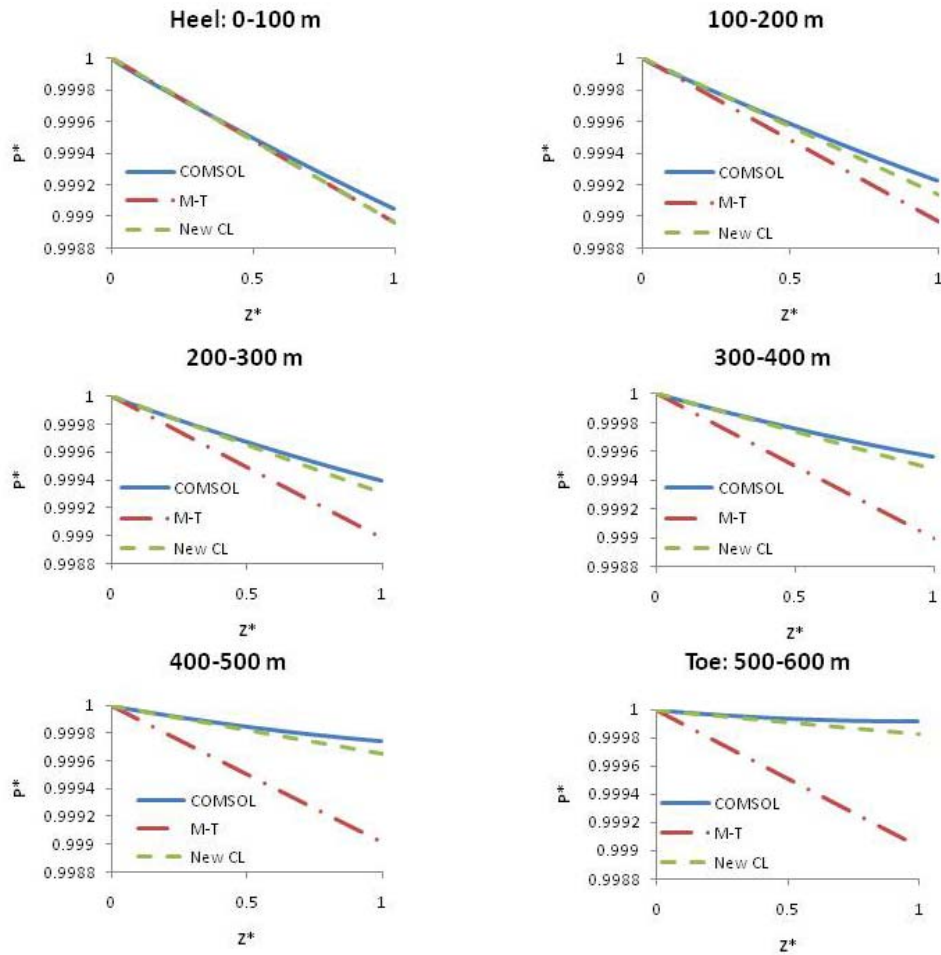 Heel: 0-100 m
1
0.9998
0.9996
0.9994
0.9992
0.999
0.9988
P*
COMSOL
M-T
New CL
0
0.5
1
Z*
100-200 m
1
0.9998
0.9996
0.9994
0.9992
0.999
0.9988
P*
COMSOL
M-T
New CL
0
0.5
1
Z*
200-300 m
1
0.9998
0.9996
0.9994
0.9992
0.999
0.9988
P*
COMSOL
M-T
New CL
0
0.5
1
Z*
300-400 m
1
0.9998
0.9996
0.9994
0.9992
0.999
0.9988
P*
COMSOL
M-T
New CL
0
0.5
1
Z*
400-500 m
1
0.9998
0.9996
0.9994
0.9992
0.999
0.9988
P*
COMSOL
M-T
New CL
0
0.5
1
Z*
Toe: 500-600 m
1
0.9998
0.9996
0.9994
0.9992
0.999
0.9988
P*
COMSOL
M-T
New CL
0
0.5
1
Z*